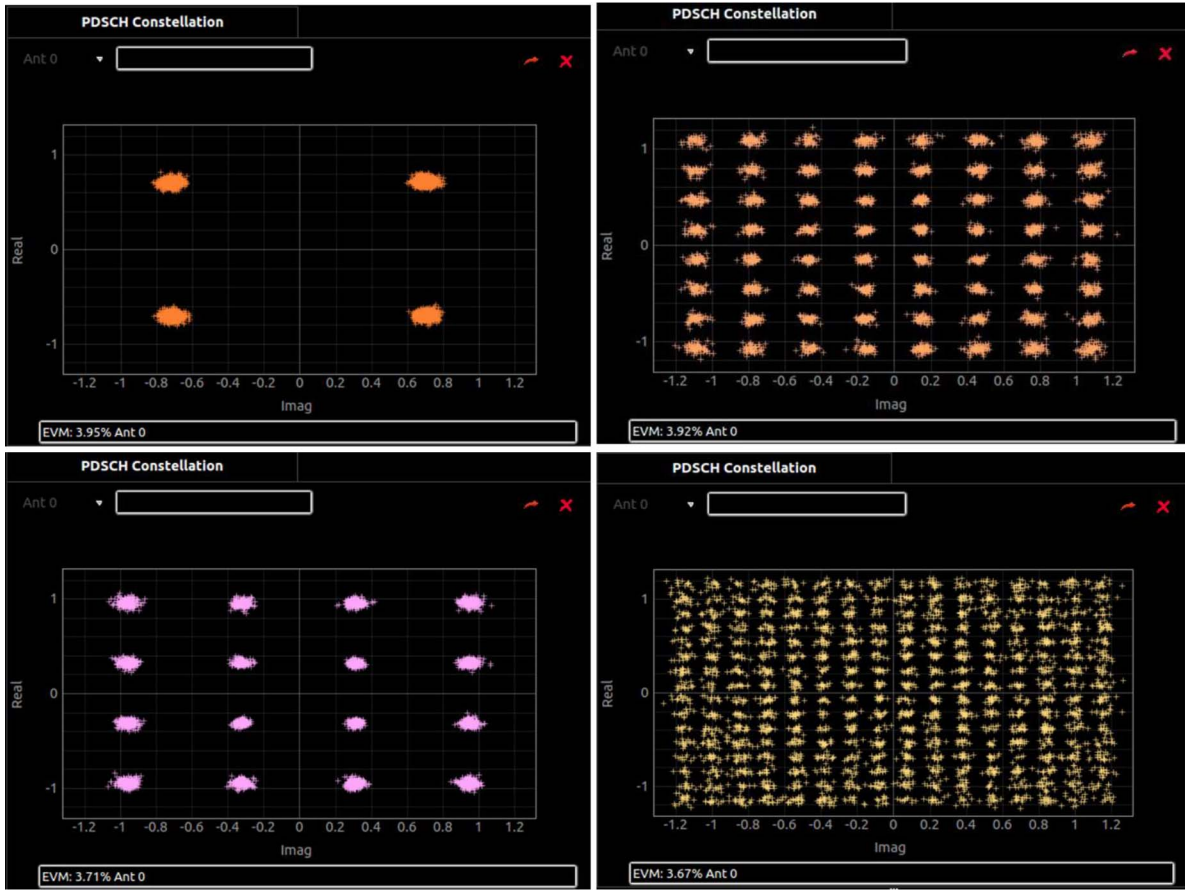 PDSCH Constellation
Ant 0
1
0
-1
Real
-1.2 -1 -0.8 -0.6 -0.4 -0.2 0 0.2 0.4 0.6 0.8 1 1.2
Imag
EVM: 3.95% Ant 0
PDSCH Constellation
Ant 0
1
0
-1
Real
-1.2 -1 -0.8 -0.6 -0.4 -0.2 0 0.2 0.4 0.6 0.8 1 1.2
Imag
EVM: 3.92% Ant 0
PDSCH Constellation
Ant 0
1
0
-1
Real
-1.2 -1 -0.8 -0.6 -0.4 -0.2 0 0.2 0.4 0.6 0.8 1 1.2
Imag
EVM: 3.71% Ant 0
PDSCH Constellation
Ant 0
1
0
-1
Real
-1.2 -1 -0.8 -0.6 -0.4 -0.2 0 0.2 0.4 0.6 0.8 1 1.2
Imag
EVM: 3.67% Ant 0